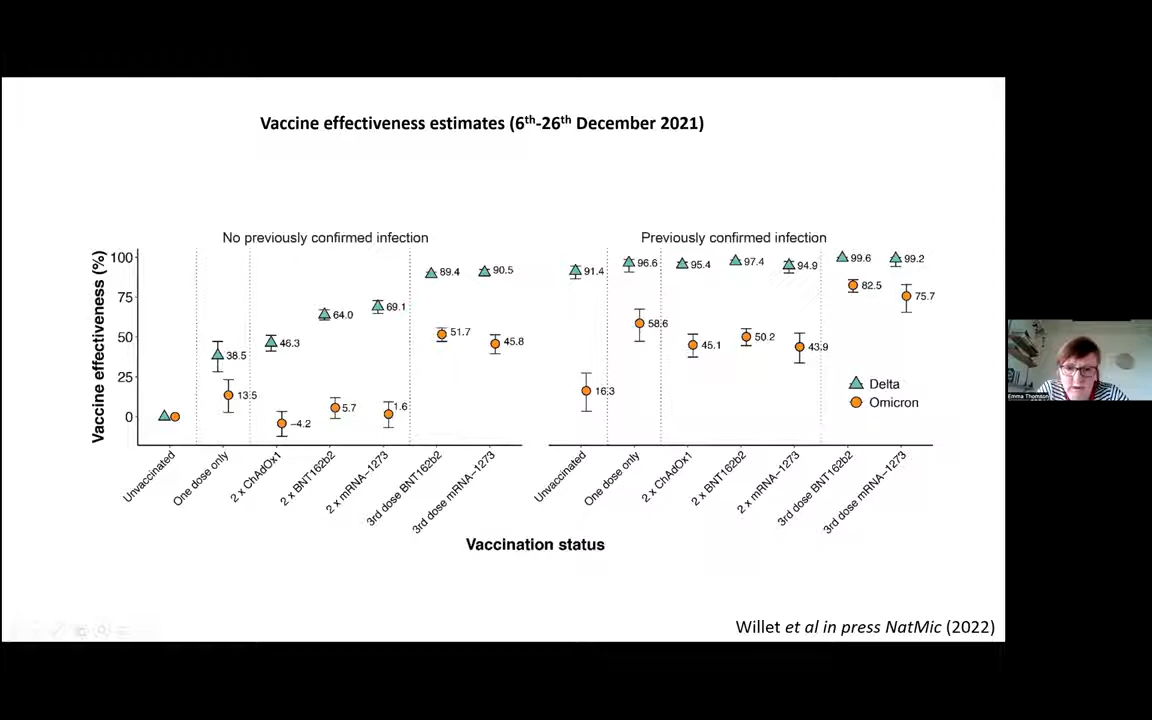 Vaccine effectiveness estimates (6th-26th December 2021)
No previously confirmed infection
Previously confirmed infection
Vaccine effectiveness (%)
100
75
50
25
0
38.5
13.5
46.3
−4.2
64.0
5.7
69.1
1.6
89.4
51.7
90.5
45.8
91.4
16.3
96.6
58.6
95.4
45.1
97.4
50.2
94.9
43.9
99.6
82.5
99.2
75.7
Delta
Omicron
Unvaccinated
One dose only
2 x ChAdOx1
2 x BNT162b2
2 x mRNA−1273
3rd dose BNT162b2
3rd dose mRNA−1273
Unvaccinated
One dose only
2 x ChAdOx1
2 x BNT162b2
2 x mRNA−1273
3rd dose BNT162b2
3rd dose mRNA−1273
Vaccination status
Willet et al in press NatMic (2022)
Emma Thomson